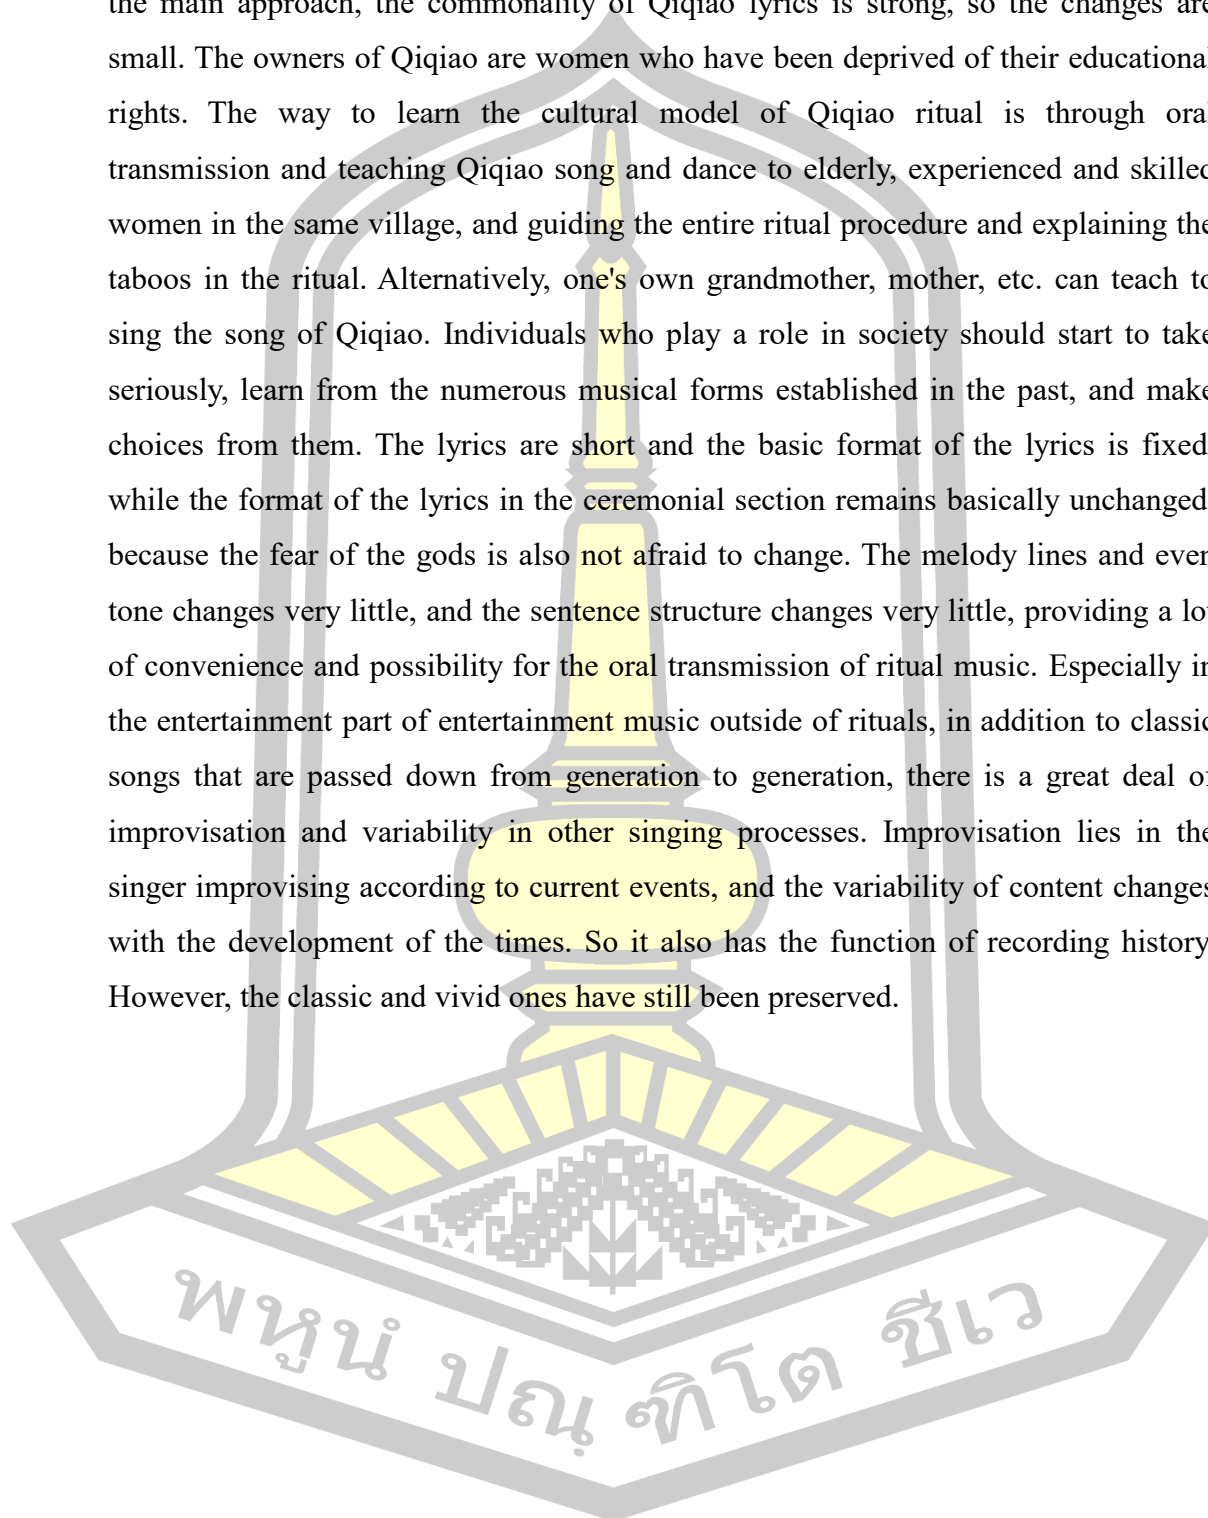 the main approach, the commonality of Qiqiao lyrics is strong, so the changes are
small. The owners of Qiqiao are women who have been deprived of their educational
rights. The way to learn the cultural model of Qiqiao ritual is through oral
transmission and teaching Qiqiao song and dance to elderly, experienced and skilled
women in the same village, and guiding the entire ritual procedure and explaining the
taboos in the ritual. Alternatively, one's own grandmother, mother, etc. can teach to
sing the song of Qiqiao. Individuals who play a role in society should start to take
seriously, learn from the numerous musical forms established in the past, and make
choices from them. The lyrics are short and the basic format of the lyrics is fixed
while the format of the lyrics in the ceremonial section remains basically unchanged
because the fear of the gods is also not afraid to change. The melody lines and even
tone changes very little, and the sentence structure changes very little, providing a lot
of convenience and possibility for the oral transmission of ritual music. Especially in
the entertainment part of entertainment music outside of rituals, in addition to classic
songs that are passed down from generation to generation, there is a great deal of
improvisation and variability in other singing processes. Improvisation lies in the
singer improvising according to current events, and the variability of content changes
with the development of the times. So it also has the function of recording history
However, the classic and vivid ones have still been preserved.
พหูนํ ปณฺฑิโต ชีเว